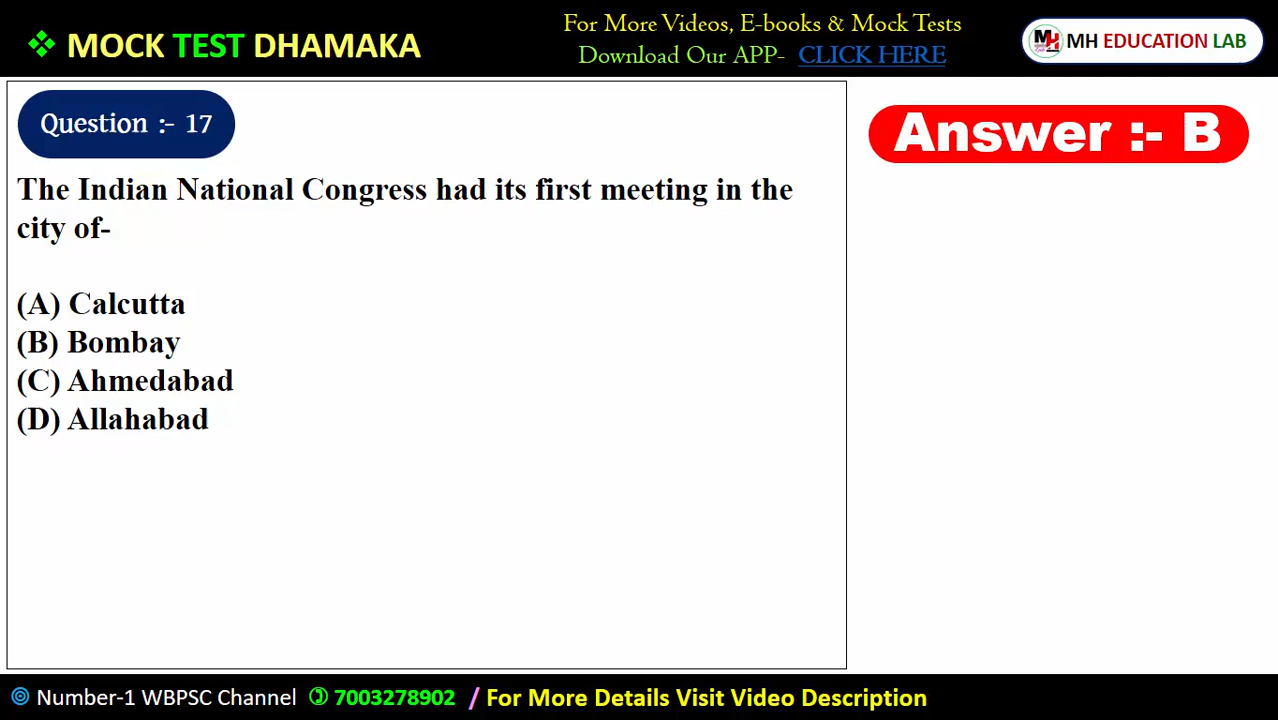 ❖ MOCK TEST DHAMAKA
For More Videos, E-books & Mock Tests
Download Our APP- CLICK HERE
MH EDUCATION LAB
Question :- 17
Answer :- B
The Indian National Congress had its first meeting in the
city of-
(A) Calcutta
(B) Bombay
(C) Ahmedabad
(D) Allahabad
Number-1 WBPSC Channel 7003278902 / For More Details Visit Video Description